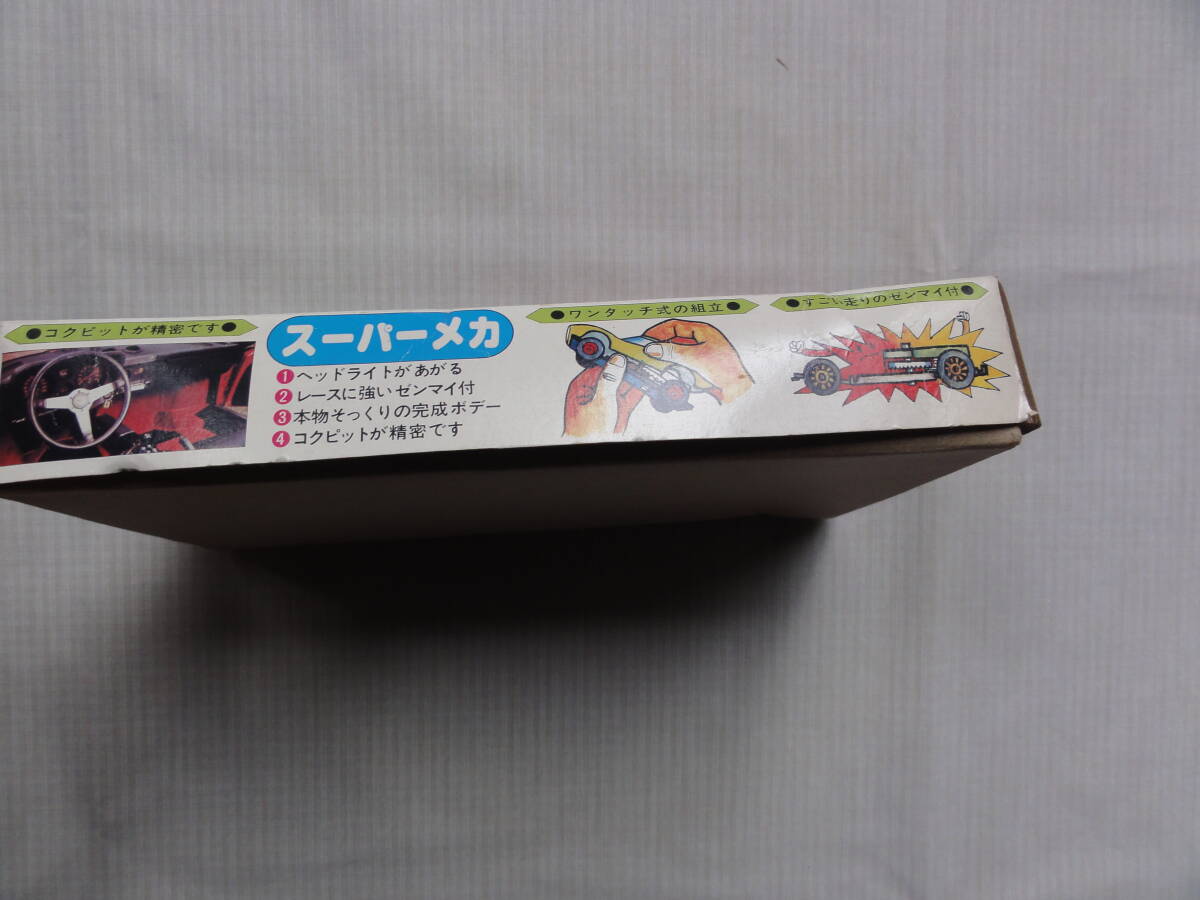 ●コクピットが精密です●
スーパーメカ
1 ヘッドライトがあがる
2 レースに強いゼンマイ付
3 本物そっくりの完成ボデー
4 コクピットが精密です
●ワンタッチ式の組立●
●すごい走りのゼンマイ付●